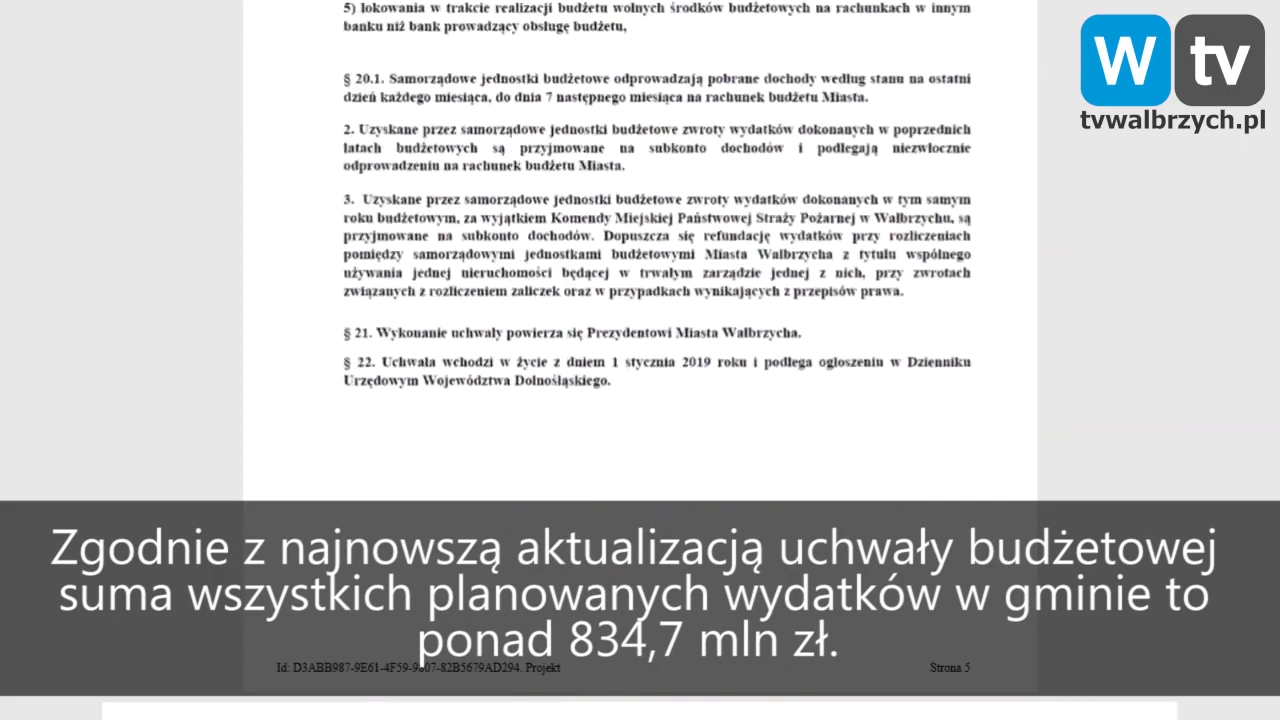 5) lokowania w trakcie realizacji budżetu wolnych środków budżetowych na rachunkach w innym
banku niż bank prowadzący obsługę budżetu,
W tv
tvwalbrzych.pl
§ 20.1. Samorządowe jednostki budżetowe odprowadzają pobrane dochody według stanu na ostatni
dzień każdego miesiąca, do dnia 7 następnego miesiąca na rachunek budżetu Miasta.
2. Uzyskane przez samorządowe jednostki budżetowe zwroty wydatków dokonanych w poprzednich
latach budżetowych są przyjmowane na subkonto dochodów i podlegają niezwłocznie
odprowadzeniu na rachunek budżetu Miasta.
3. Uzyskane przez samorządowe jednostki budżetowe zwroty wydatków dokonanych w tym samym
roku budżetowym, za wyjątkiem Komendy Miejskiej Państwowej Straży Pożarnej w Wałbrzychu, są
przyjmowane na subkonto dochodów. Dopuszcza się refundację wydatków przy rozliczeniach
pomiędzy samorządowymi jednostkami budżetowymi Miasta Wałbrzycha z tytułu wspólnego
używania jednej nieruchomości będącej w trwałym zarządzie jednej z nich, przy zwrotach
związanych z rozliczeniem zaliczek oraz w przypadkach wynikających z przepisów prawa.
§ 21. Wykonanie uchwały powierza się Prezydentowi Miasta Wałbrzycha.
§ 22. Uchwała wchodzi w życie z dniem 1 stycznia 2019 roku i podlega ogłoszeniu w Dzienniku
Urzędowym Województwa Dolnośląskiego.
Zgodnie z najnowszą aktualizacją uchwały budżetowej
suma wszystkich planowanych wydatków w gminie to
ponad 834,7 mln zł.
Id: D3ABB987-9E61-4F59-9807-82B5679AD294. Projekt Strona 5